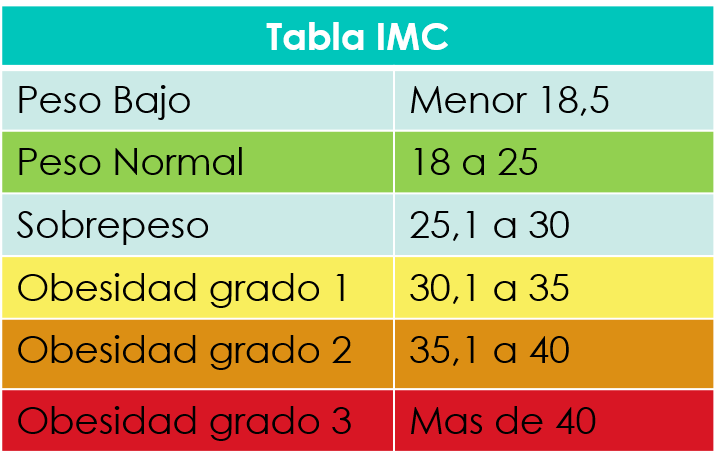 Tabla IMC
Peso Bajo Menor 18,5
Peso Normal 18 a 25
Sobrepeso 25,1 a 30
Obesidad grado 1 30,1 a 35
Obesidad grado 2 35,1 a 40
Obesidad grado 3 Mas de 40